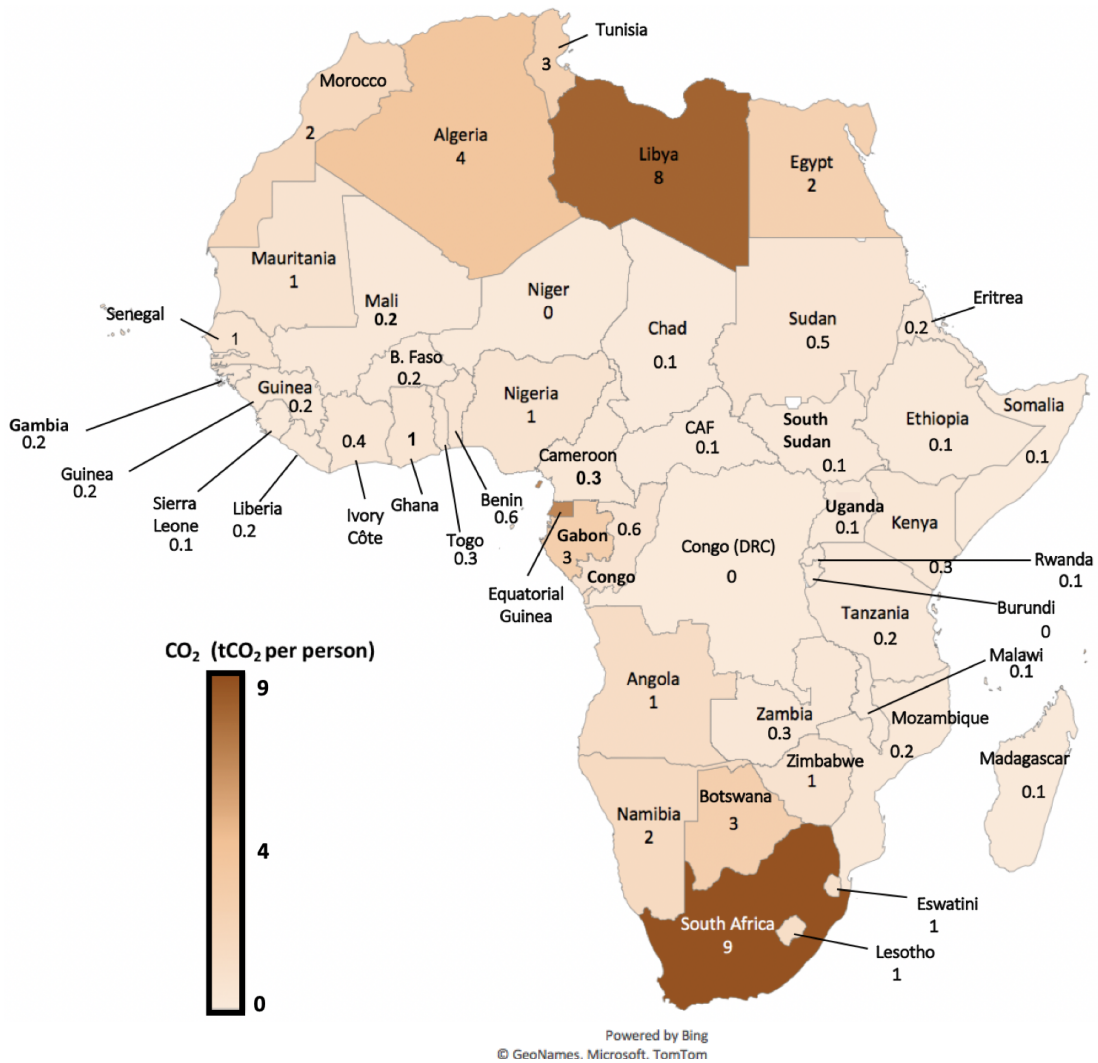 Tunisia
3
Morocco
2
Algeria
4
Libya
8
Egypt
2
Mauritania
1
Mali
0.2
Niger
0
Chad
0.1
Sudan
0.5
Eritrea
0.2
Senegal
1
B. Faso
0.2
Guinea
0.2
Nigeria
1
Ethiopia
0.1
Somalia
0.1
South
Sudan
0.1
CAF
0.1
Gambia
0.2
0.4
1
Cameroon
0.3
Guinea
0.2
Sierra
Leone
0.1
Liberia
0.2
Ivory
Côte
Ghana
Togo
0.3
Benin
0.6
Equatorial
Guinea
Gabon
3
0.6
Congo
Congo (DRC)
0
Uganda
0.1
Kenya
0.3
Rwanda
0.1
Burundi
0
Tanzania
0.2
Malawi
0.1
Angola
1
Zambia
0.3
Mozambique
0.2
Madagascar
0.1
Zimbabwe
1
Namibia
2
Botswana
3
South Africa
9
Eswatini
1
Lesotho
1
CO₂ (tCO₂ per person)
9
4
0
Powered by Bing
© GeoNames, Microsoft, TomTom